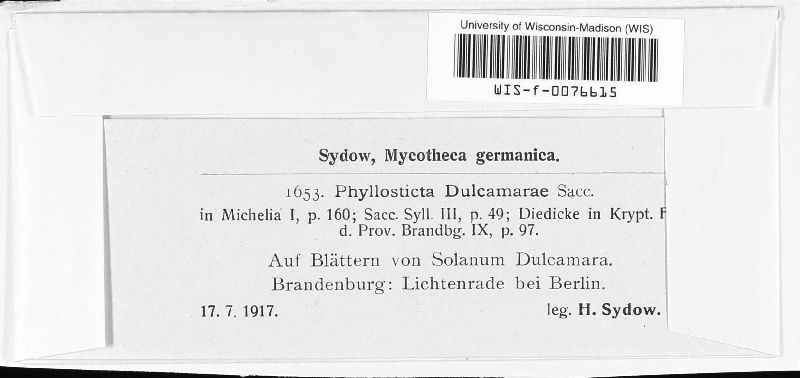 University of Wisconsin-Madison (WIS)
WIS-f-0076615
Sydow, Mycotheca germanica.
1653. Phyllosticta Dulcamarae Sacc.
in Michelia I, p. 160; Sacc. Syll. III, p. 49; Diedicke in Krypt. F
d. Prov. Brandbg. IX, p. 97.
Auf Blättern von Solanum Dulcamara.
Brandenburg: Lichtenrade bei Berlin.
17. 7. 1917. leg. H. Sydow.